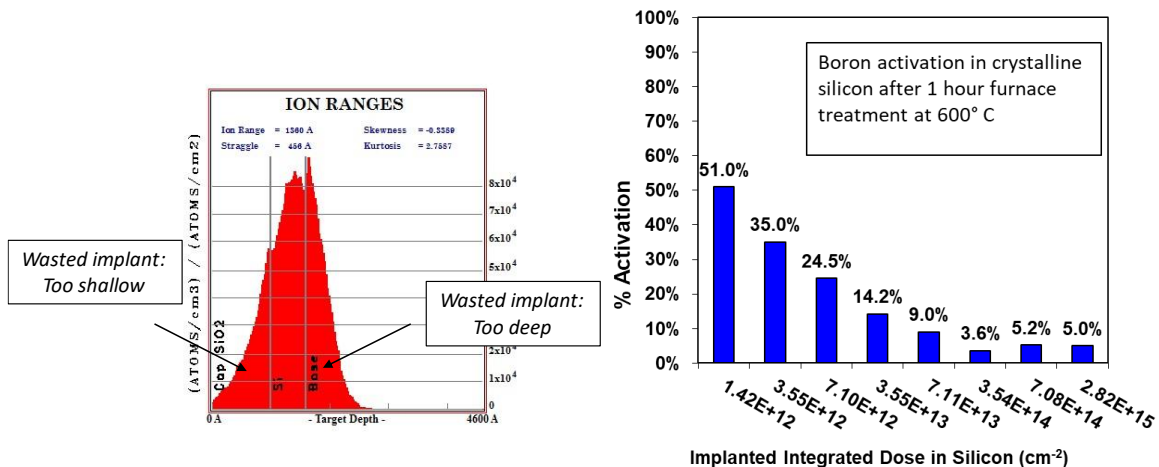 ION RANGES
Ion Range = 1360 A
Skewness = -0.5359
Straggle = 456 A
Kurtosis = 2.7557
(ATOMS/cm3) / (ATOMS/cm2)
8x10⁴
7x10⁴
6x10⁴
2x10⁴
1x10⁴
0
Cap SiO2
Si
Base
0 A
- Target Depth -
4600 A
Wasted implant:
Too shallow
Wasted implant:
Too deep
% Activation
100%
90%
80%
70%
60%
50%
40%
30%
20%
10%
0%
Boron activation in crystalline
silicon after 1 hour furnace
treatment at 600° C
51.0%
35.0%
24.5%
14.2%
9.0%
3.6%
5.2%
5.0%
1.42E+12
3.55E+12
7.10E+12
3.55E+13
7.11E+13
3.54E+14
7.08E+14
2.82E+15
Implanted Integrated Dose in Silicon (cm⁻²)